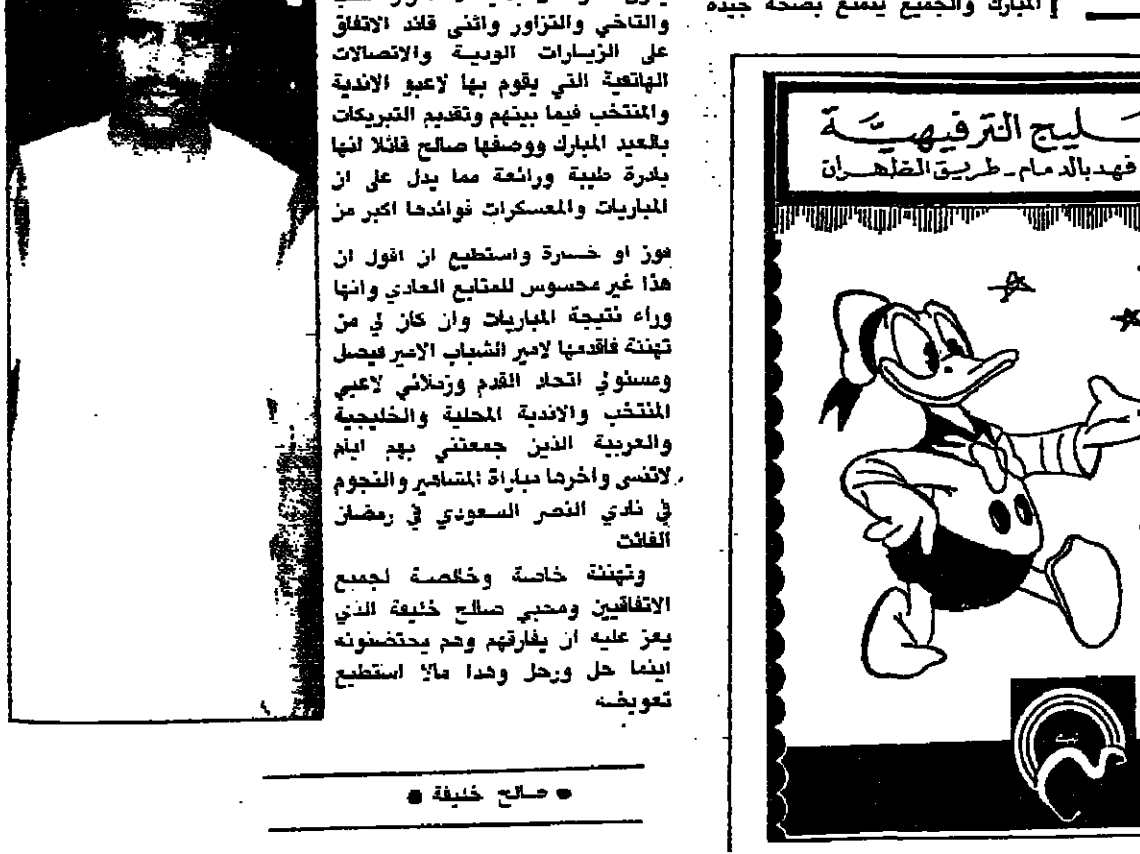 المبارك والجميع يتمتع بصحة جيدة
والتاخي والتزاور واثنى قائد الاتفاق
على الزيارات الودية والاتصالات
الهاتفية التي يقوم بها لاعبو الاندية
والمنتخب فيما بينهم وتقديم التبريكات
بالعيد المبارك ووصفها صالح قائلا انها
بادرة طيبة ورائعة مما يدل على ان
المباريات والمعسكرات فوائدها اكبر من
فوز او خسارة واستطيع ان اقول ان
هذا غير محسوس للمتابع العادي وانها
وراء نتيجة المباريات وان كان لي من
تهنئة فاقدمها لامير الشباب الامير فيصل
ومسئولي اتحاد القدم وزملائي لاعبي
المنتخب والاندية المحلية والخليجية
والعربية الذين جمعتني بهم ايام
لاتنسى واخرها مباراة المشاهير والنجوم
في نادي النصر السعودي في رمضان
الفائت
وتهنئة خاصة وخالصة لجميع
الاتفاقيين ومحبي صالح خليفة الذي
يعز عليه ان يفارقهم وهم يحتضنونه
اينما حل ورحل وهذا مالا استطيع
تعويضه
● صالح خليفة ●
ـليج الترفيهيـة
فهد بالدمام - طريق الظهران